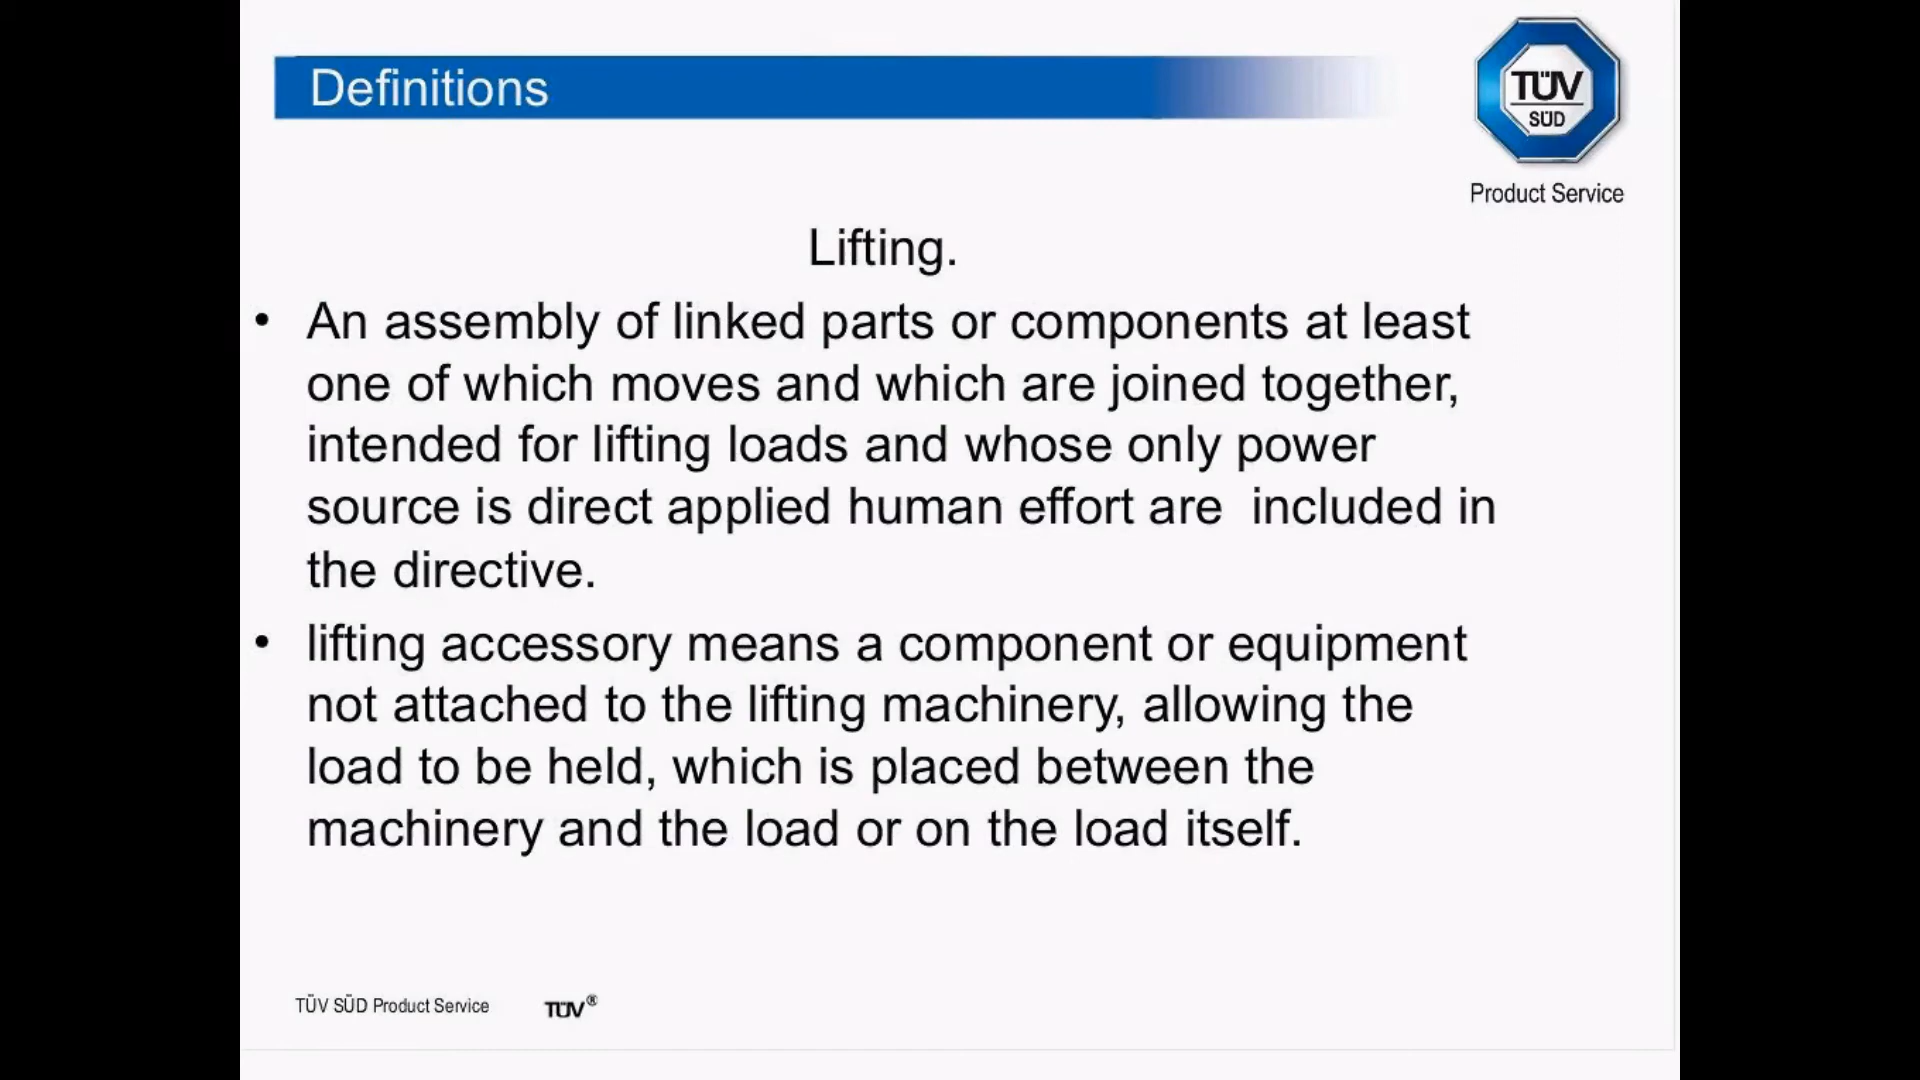 Definitions
TÜV
SÜD
Product Service
Lifting.
• An assembly of linked parts or components at least
one of which moves and which are joined together,
intended for lifting loads and whose only power
source is direct applied human effort are  included in
the directive.
• lifting accessory means a component or equipment
not attached to the lifting machinery, allowing the
load to be held, which is placed between the
machinery and the load or on the load itself.
TÜV SÜD Product Service
TÜV®